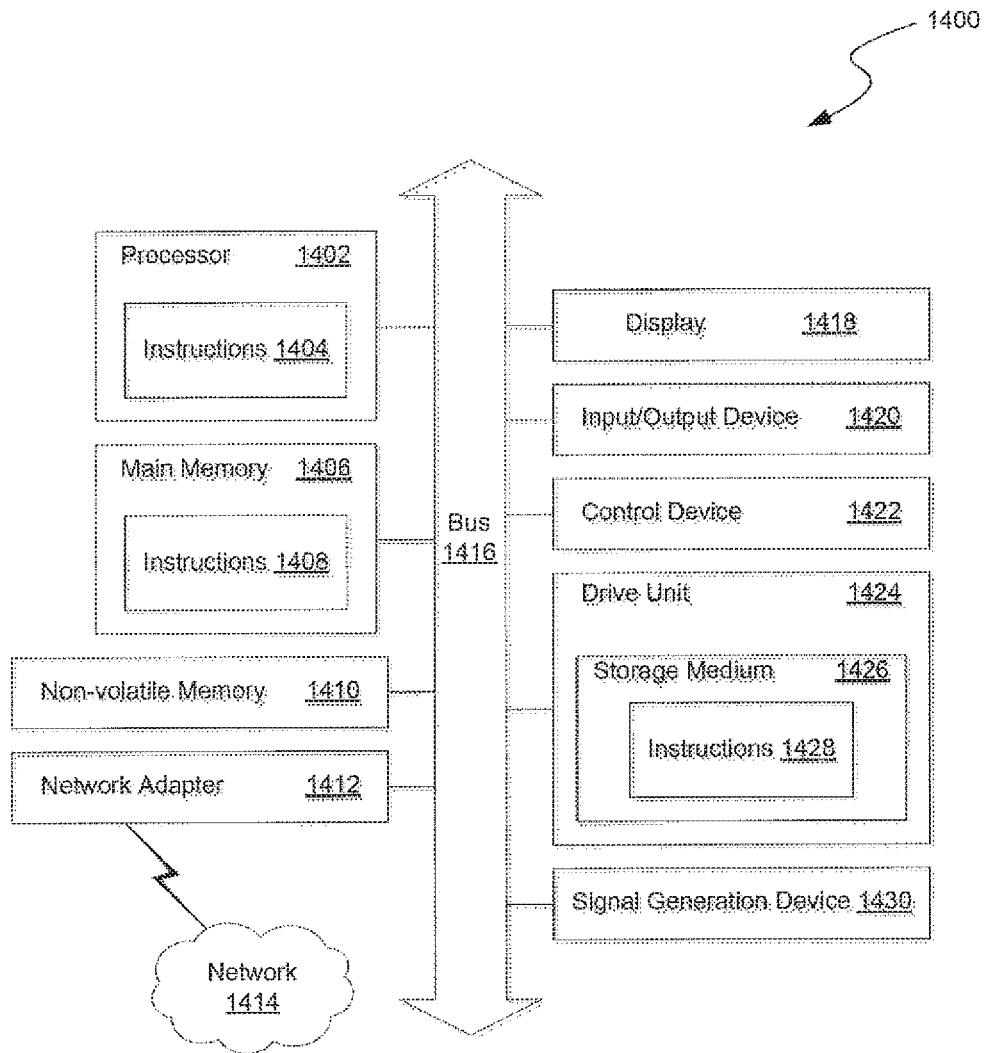 1400
Processor 1402
Instructions 1404
Main Memory 1406
Instructions 1408
Non-volatile Memory 1410
Network Adapter 1412
Network
1414
Bus
1416
Display 1418
Input/Output Device 1420
Control Device 1422
Drive Unit 1424
Storage Medium 1426
Instructions 1428
Signal Generation Device 1430